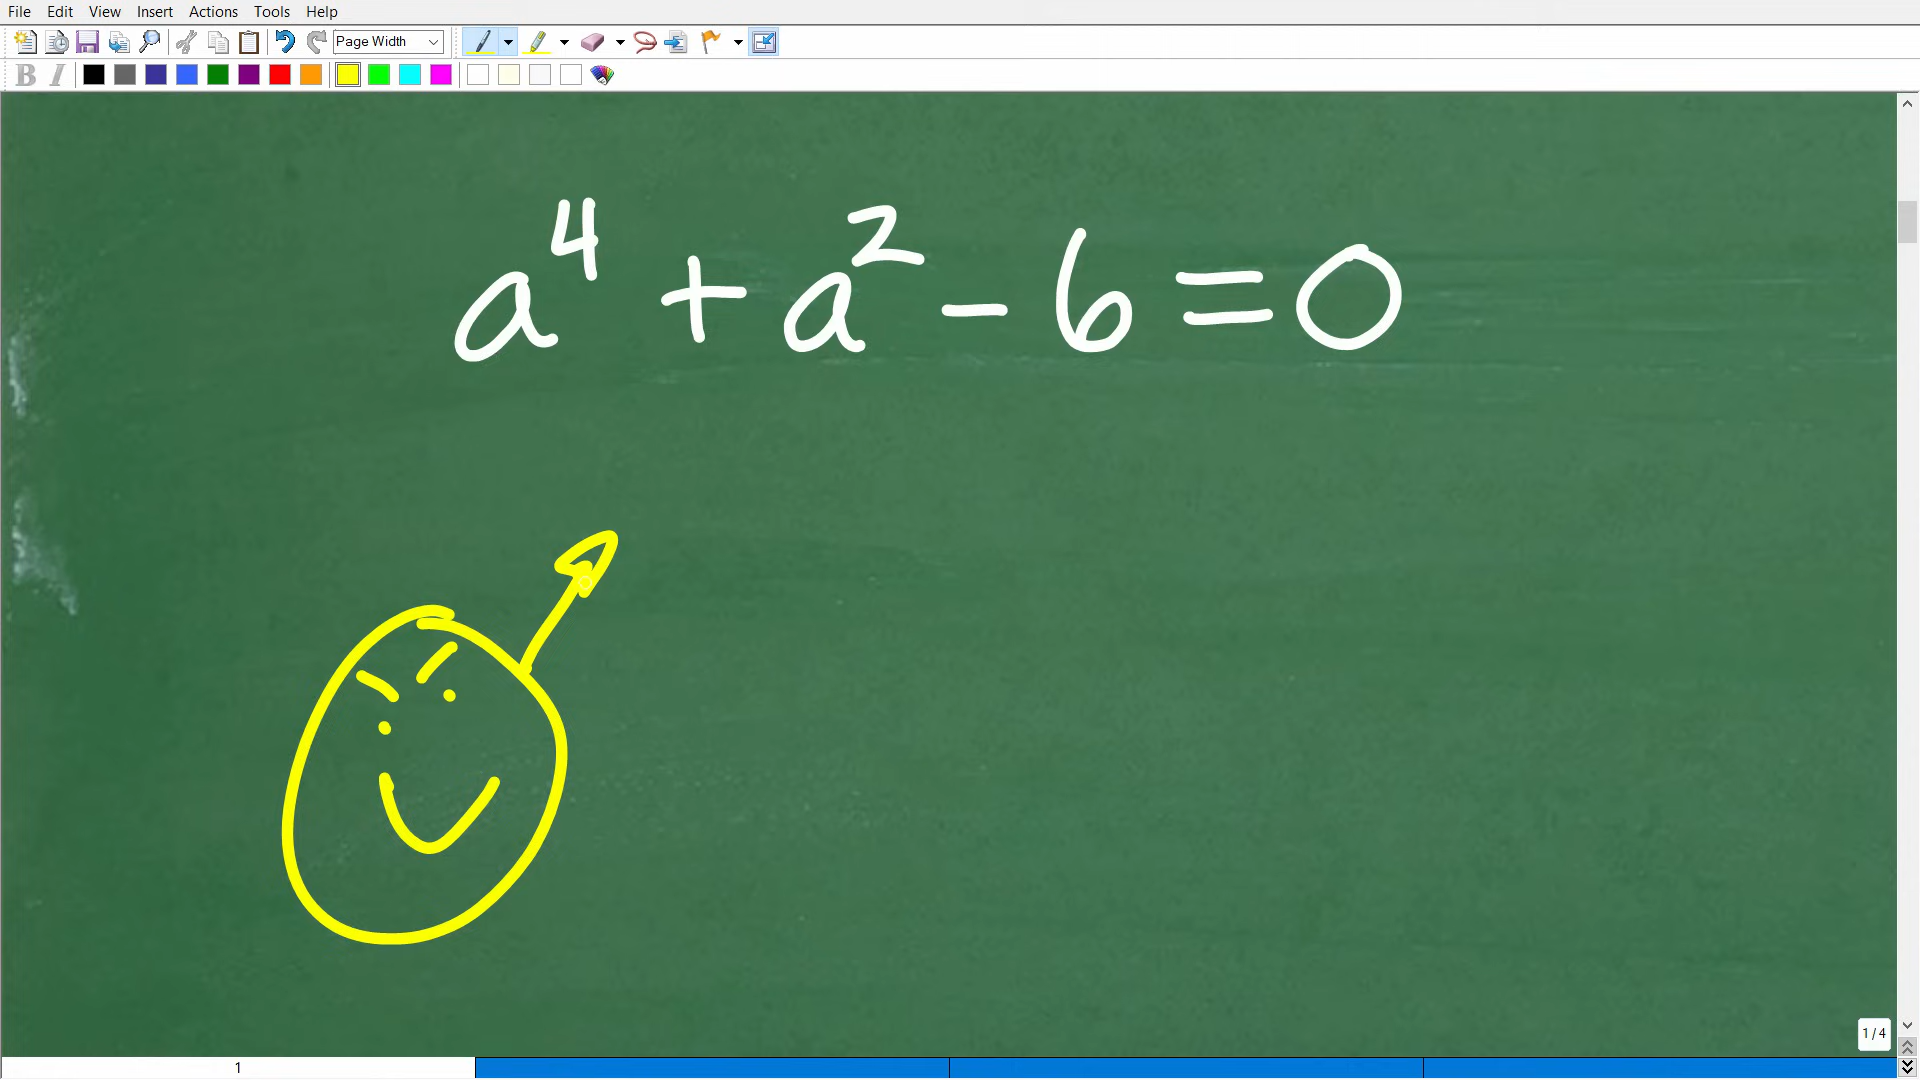 File Edit View Insert Actions Tools Help
Page Width
B I
a⁴ + a² - 6 = 0
1 / 4
1